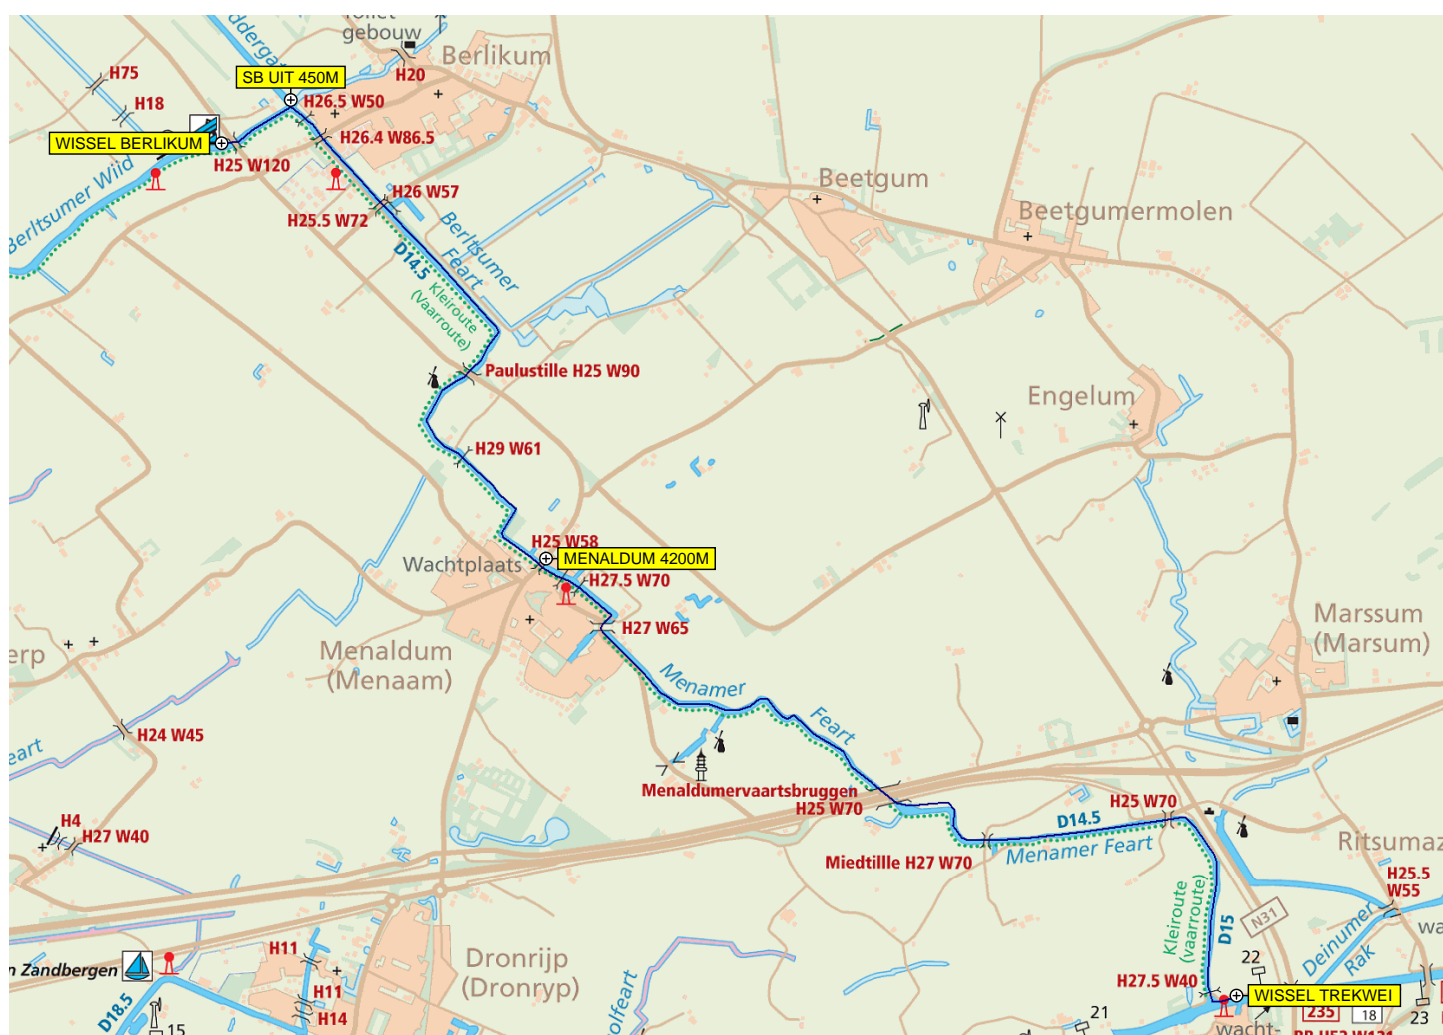 gebouw
Berlikum
H75
SB UIT 450M
H20
H18
H26.5 W50
WISSEL BERLIKUM
H26.4 W86.5
H25 W120
Berltsumer Wiid
H26 W57
H25.5 W72
Beetgum
Beetgumermolen
Berltsumer
Feart
D14.5
Kleiroute
(Vaarroute)
Paulustille H25 W90
Engelum
H29 W61
H25 W58
MENALDUM 4200M
Wachtplaats
H27.5 W70
H27 W65
Marssum
(Marsum)
Menaldum
(Menaam)
erp
Menamer
Feart
H24 W45
eart
Menaldumervaartsbruggen
H25 W70
H25 W70
D14.5
H4
H27 W40
Miedtillle H27 W70
Menamer Feart
Ritsumaz
H25.5
W55
Kleiroute
(vaarroute)
D15
N31
Deinumer
Rak
wa
H11
Dronrijp
(Dronryp)
n Zandbergen
H11
H14
D18.5
15
olfeart
22
H27.5 W40
WISSEL TREKWEI
21
235
18
23
wacht-